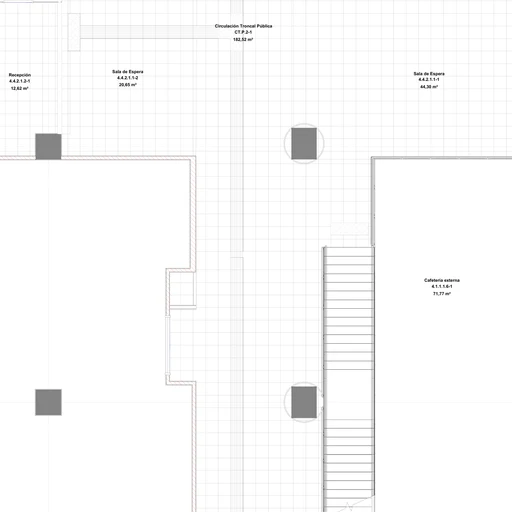 Circulación Troncal Pública
CT.P.2-1
182,52 m²
Recepción
4.4.2.1.2-1
12,62 m²
Sala de Espera
4.4.2.1.1-2
20,65 m²
Sala de Espera
4.4.2.1.1-1
44,30 m²
Cafetería externa
4.1.1.1.6-1
71,77 m²